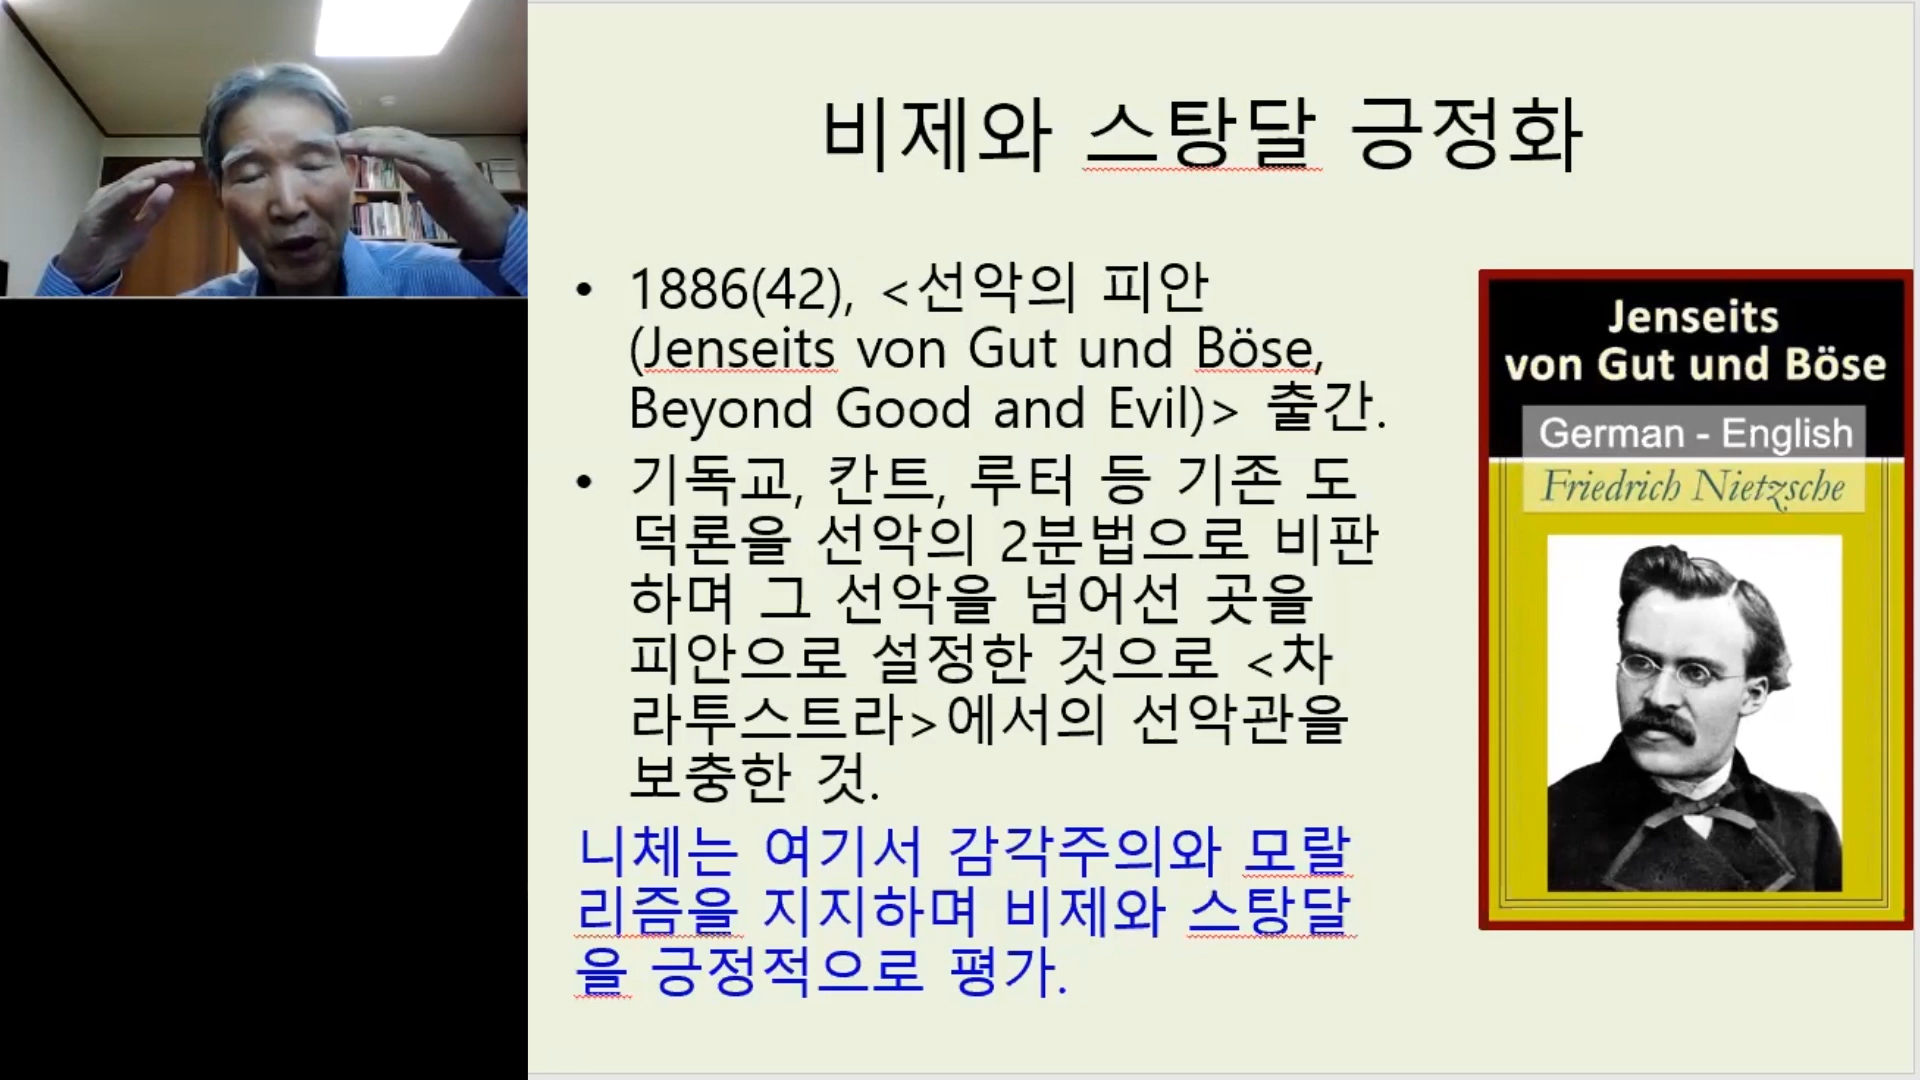 비제와 스탕달 긍정화
• 1886(42), <선악의 피안
(Jenseits von Gut und Böse,
Beyond Good and Evil)> 출간.
• 기독교, 칸트, 루터 등 기존 도
덕론을 선악의 2분법으로 비판
하며 그 선악을 넘어선 곳을
피안으로 설정한 것으로 <차
라투스트라>에서의 선악관을
보충한 것.
니체는 여기서 감각주의와 모랄
리즘을 지지하며 비제와 스탕달
을 긍정적으로 평가.
Jenseits
von Gut und Böse
German - English
Friedrich Nietzsche